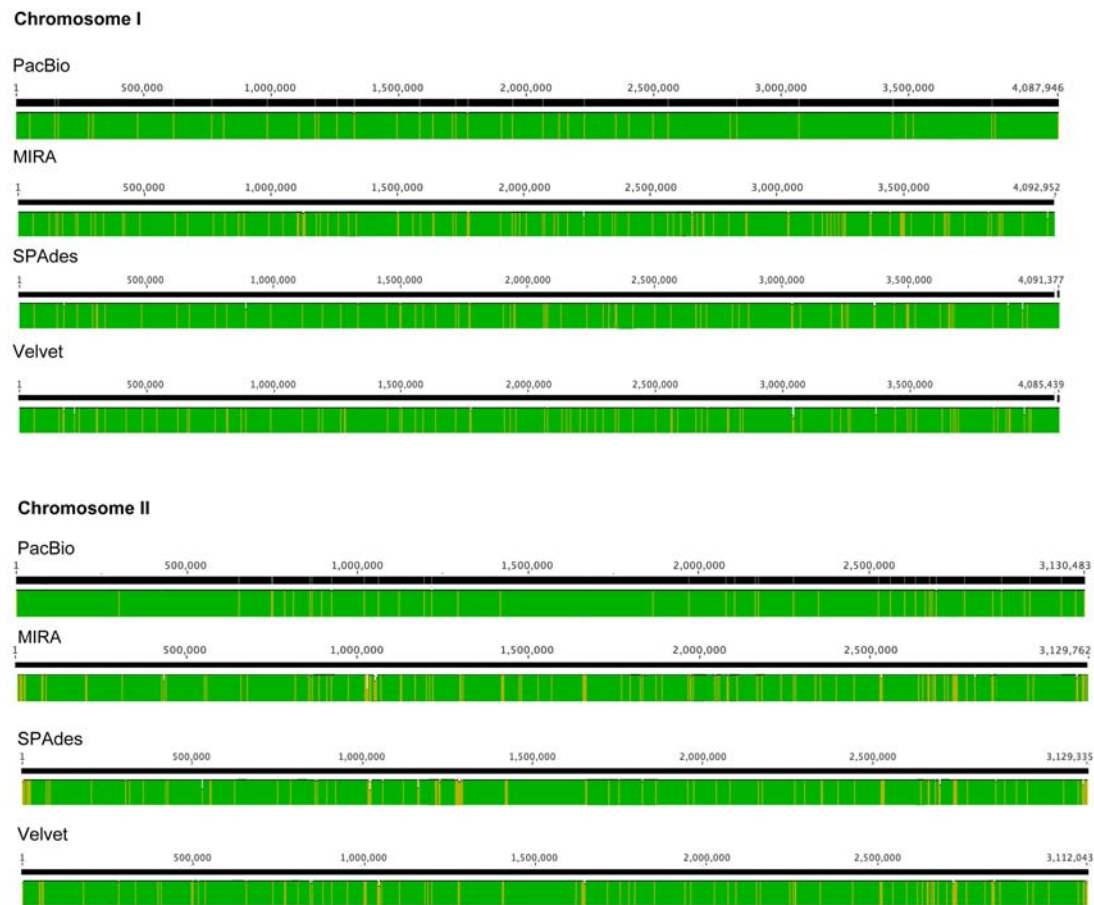 Chromosome I
PacBio
1 500,000 1,000,000 1,500,000 2,000,000 2,500,000 3,000,000 3,500,000 4,087,946
MIRA
1 500,000 1,000,000 1,500,000 2,000,000 2,500,000 3,000,000 3,500,000 4,092,952
SPAdes
1 500,000 1,000,000 1,500,000 2,000,000 2,500,000 3,000,000 3,500,000 4,091,377
Velvet
1 500,000 1,000,000 1,500,000 2,000,000 2,500,000 3,000,000 3,500,000 4,085,439
Chromosome II
PacBio
1 500,000 1,000,000 1,500,000 2,000,000 2,500,000 3,130,483
MIRA
1 500,000 1,000,000 1,500,000 2,000,000 2,500,000 3,129,762
SPAdes
1 500,000 1,000,000 1,500,000 2,000,000 2,500,000 3,129,335
Velvet
1 500,000 1,000,000 1,500,000 2,000,000 2,500,000 3,112,043